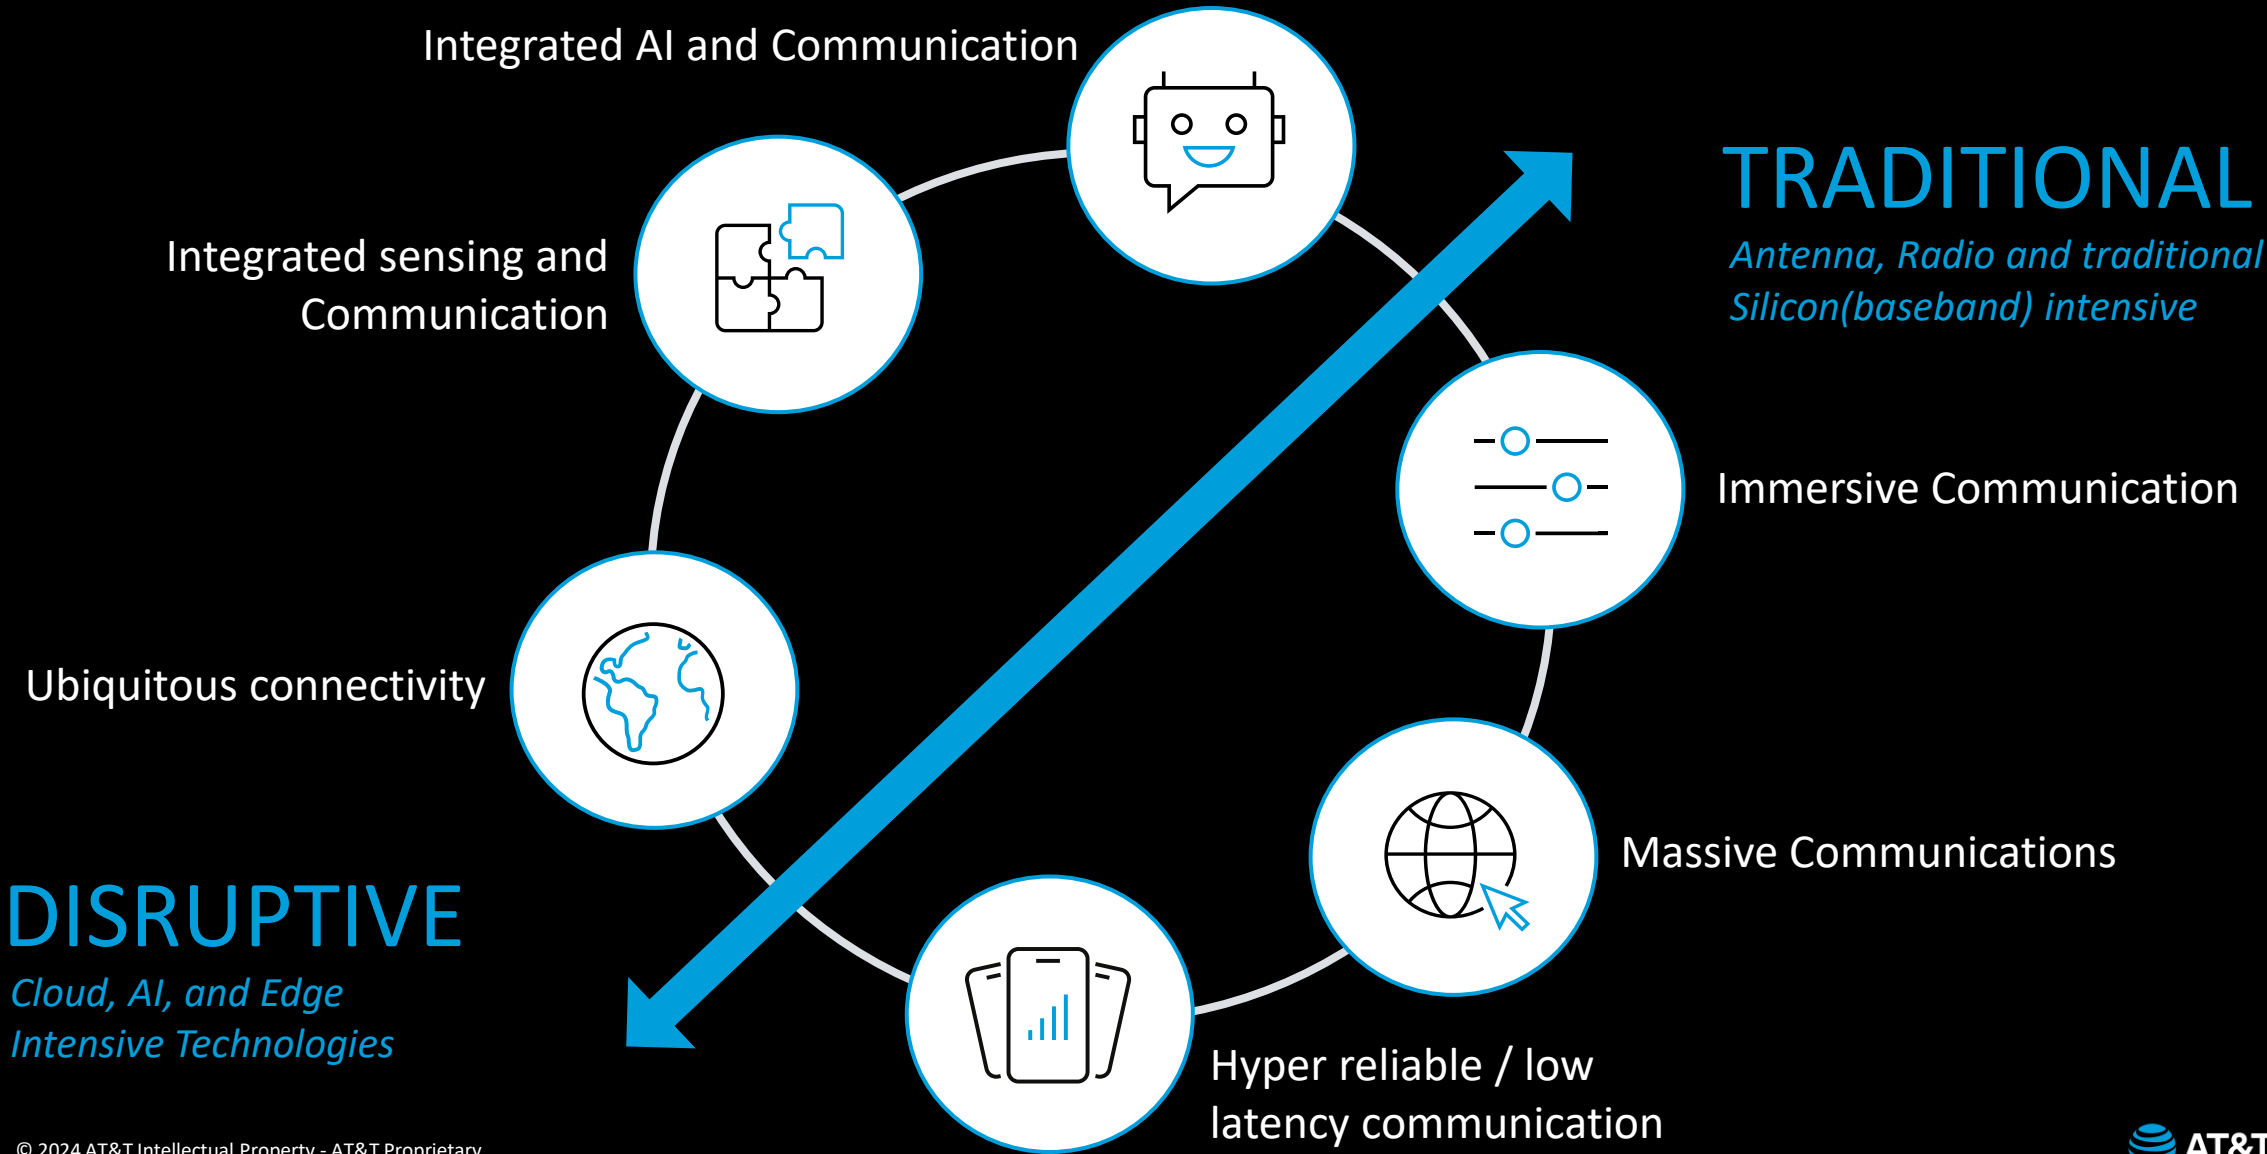 Integrated AI and Communication
TRADITIONAL
Antenna, Radio and traditional
Silicon(baseband) intensive
Integrated sensing and
Communication
Immersive Communication
Ubiquitous connectivity
Massive Communications
DISRUPTIVE
Cloud, AI, and Edge
Intensive Technologies
Hyper reliable / low
latency communication
© 2024 AT&T Intellectual Property - AT&T Proprietary
AT&T